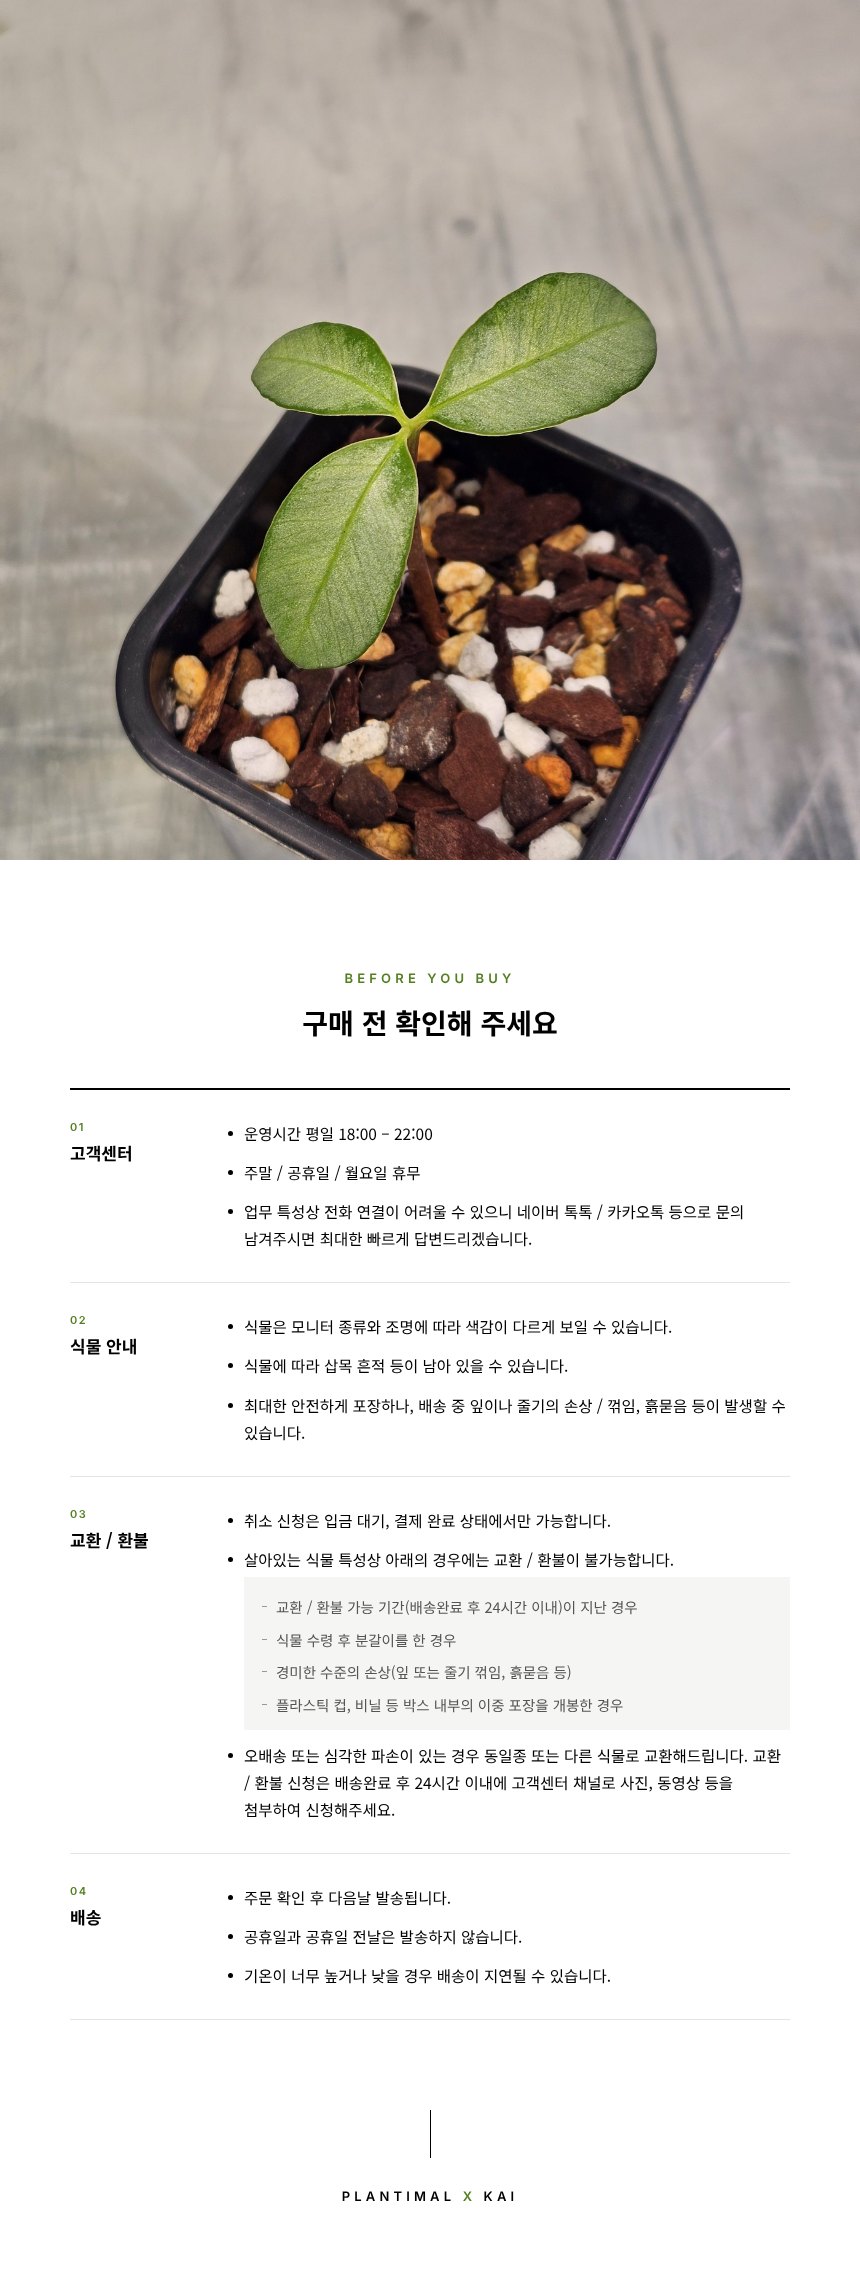 BEFORE YOU BUY
구매 전 확인해 주세요
01
고객센터
• 운영시간 평일 18:00 – 22:00
• 주말 / 공휴일 / 월요일 휴무
• 업무 특성상 전화 연결이 어려울 수 있으니 네이버 톡톡 / 카카오톡 등으로 문의
남겨주시면 최대한 빠르게 답변드리겠습니다.
02
식물 안내
• 식물은 모니터 종류와 조명에 따라 색감이 다르게 보일 수 있습니다.
• 식물에 따라 삽목 흔적 등이 남아 있을 수 있습니다.
• 최대한 안전하게 포장하나, 배송 중 잎이나 줄기의 손상 / 꺾임, 흙묻음 등이 발생할 수
있습니다.
03
교환 / 환불
• 취소 신청은 입금 대기, 결제 완료 상태에서만 가능합니다.
• 살아있는 식물 특성상 아래의 경우에는 교환 / 환불이 불가능합니다.
– 교환 / 환불 가능 기간(배송완료 후 24시간 이내)이 지난 경우
– 식물 수령 후 분갈이를 한 경우
– 경미한 수준의 손상(잎 또는 줄기 꺾임, 흙묻음 등)
– 플라스틱 컵, 비닐 등 박스 내부의 이중 포장을 개봉한 경우
• 오배송 또는 심각한 파손이 있는 경우 동일종 또는 다른 식물로 교환해드립니다. 교환
/ 환불 신청은 배송완료 후 24시간 이내에 고객센터 채널로 사진, 동영상 등을
첨부하여 신청해주세요.
04
배송
• 주문 확인 후 다음날 발송됩니다.
• 공휴일과 공휴일 전날은 발송하지 않습니다.
• 기온이 너무 높거나 낮을 경우 배송이 지연될 수 있습니다.
PLANTIMAL X KAI